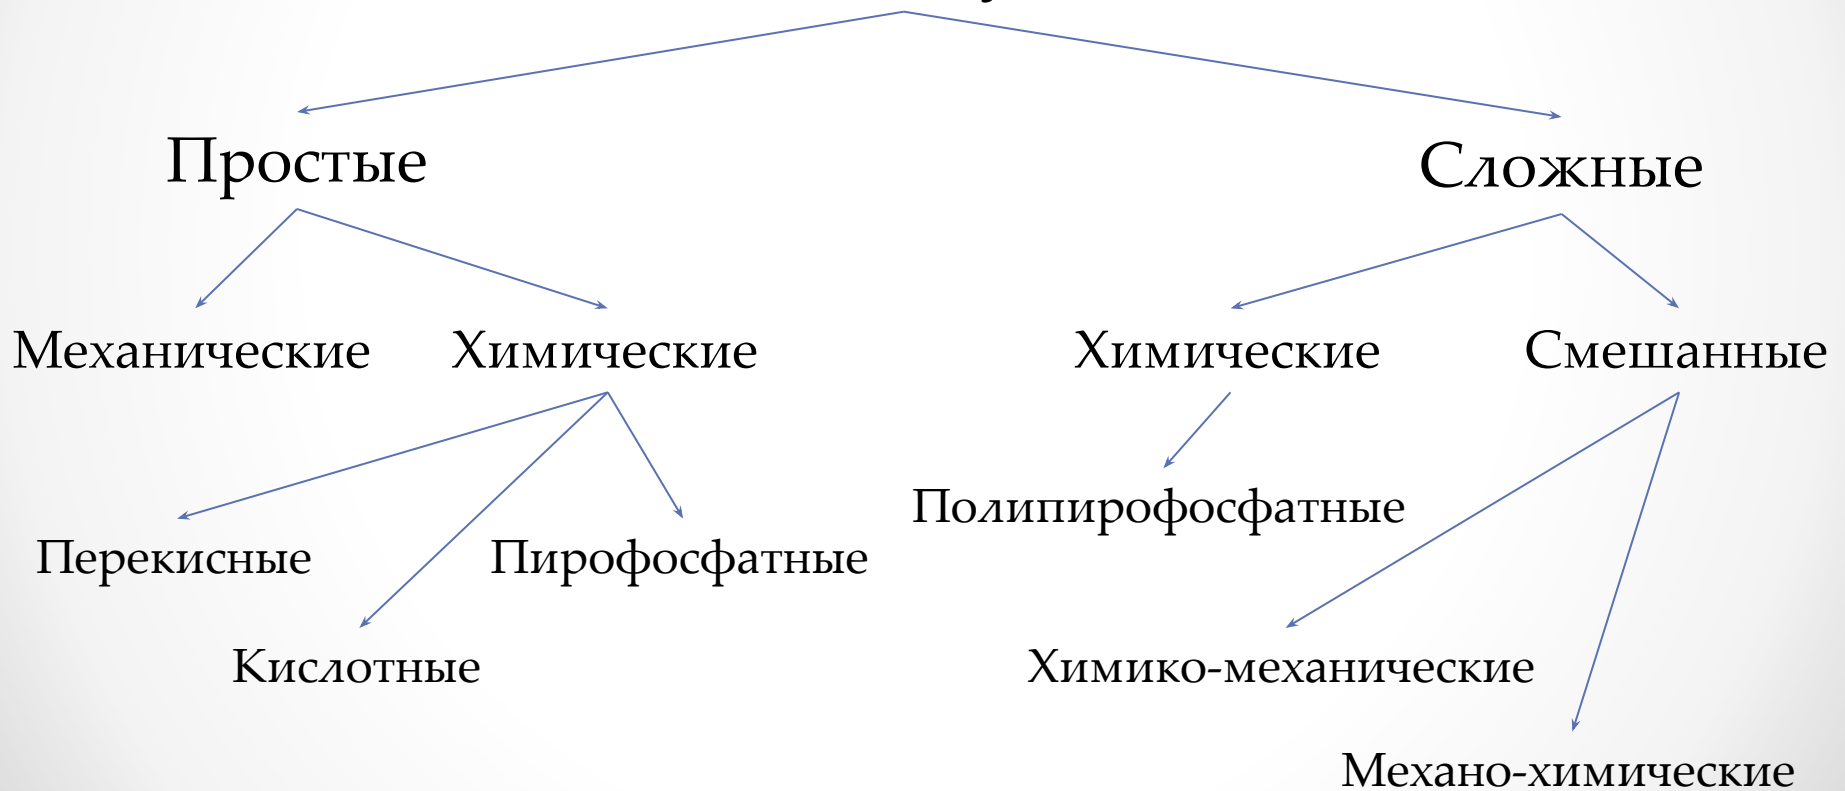 Простые
Сложные
Механические
Химические
Химические
Смешанные
Полипирофосфатные
Перекисные
Пирофосфатные
Кислотные
Химико-механические
Механо-химические